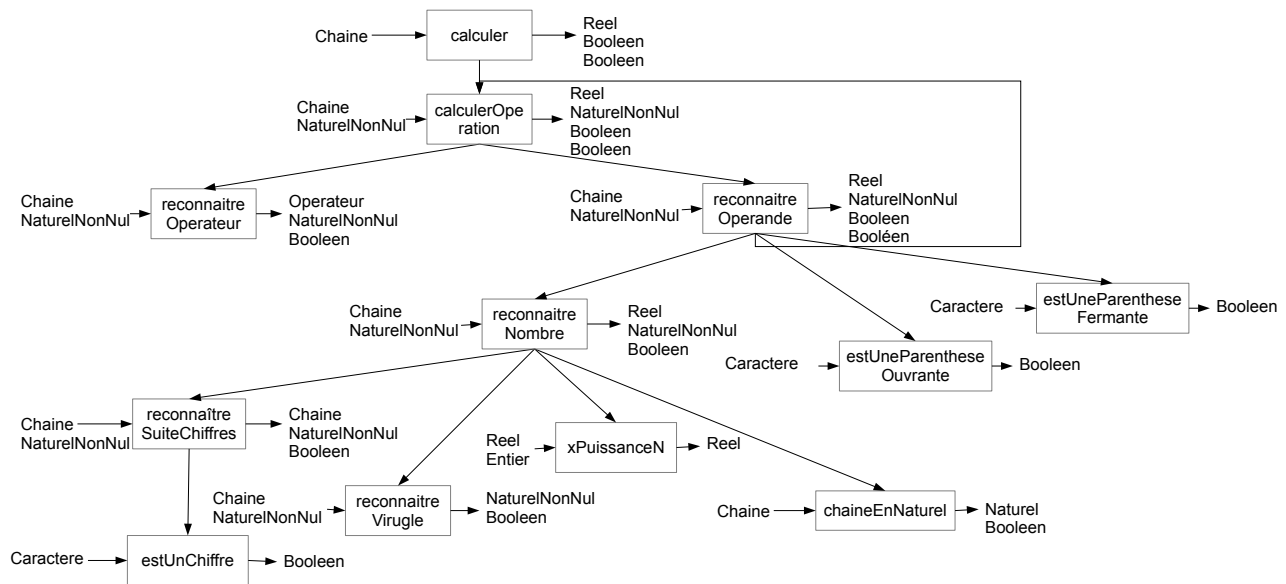 Chaine
calculer
Reel
Booleen
Booleen
Chaine
NaturelNonNul
calculerOpe
ration
Reel
NaturelNonNul
Booleen
Booleen
Chaine
NaturelNonNul
reconnaitre
Operateur
Operateur
NaturelNonNul
Booleen
Chaine
NaturelNonNul
reconnaitre
Operande
Reel
NaturelNonNul
Booleen
Booléen
Chaine
NaturelNonNul
reconnaitre
Nombre
Reel
NaturelNonNul
Booleen
Caractere
estUneParenthese
Fermante
Booleen
Caractere
estUneParenthese
Ouvrante
Booleen
Chaine
NaturelNonNul
reconnaître
SuiteChiffres
Chaine
NaturelNonNul
Booleen
Reel
Entier
xPuissanceN
Reel
Chaine
NaturelNonNul
reconnaitre
Virugle
NaturelNonNul
Booleen
Chaine
chaineEnNaturel
Naturel
Booleen
Caractere
estUnChiffre
Booleen